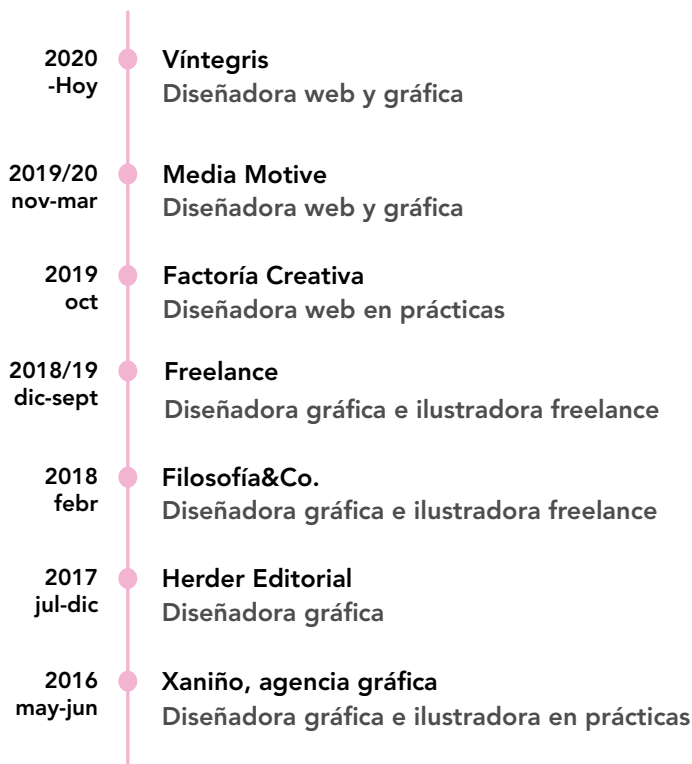 2020
-Hoy
Víntegris
Diseñadora web y gráfica
2019/20
nov-mar
Media Motive
Diseñadora web y gráfica
2019
oct
Factoría Creativa
Diseñadora web en prácticas
2018/19
dic-sept
Freelance
Diseñadora gráfica e ilustradora freelance
2018
febr
Filosofía&Co.
Diseñadora gráfica e ilustradora freelance
2017
jul-dic
Herder Editorial
Diseñadora gráfica
2016
may-jun
Xaniño, agencia gráfica
Diseñadora gráfica e ilustradora en prácticas